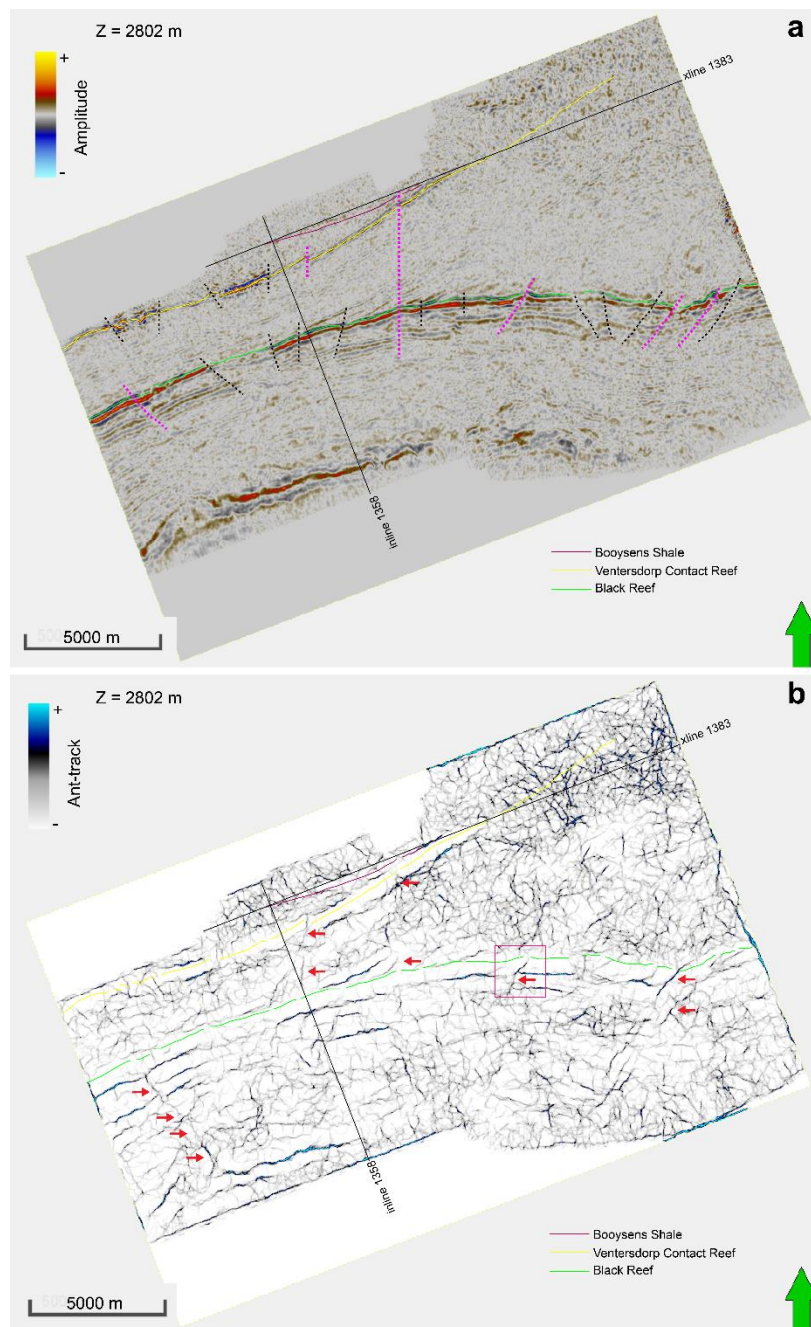 a
Z = 2802 m
+
Amplitude
-
xline 1383
inline 1358
Booysens Shale
Ventersdorp Contact Reef
Black Reef
5000 m
b
Z = 2802 m
+
Ant-track
-
xline 1383
inline 1358
Booysens Shale
Ventersdorp Contact Reef
Black Reef
5000 m